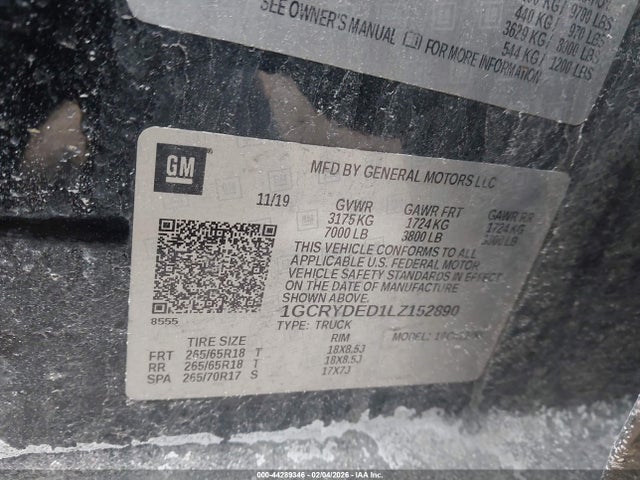 9700 LBS
440 KG / 970 LBS
3629 KG / 8000 LBS
544 KG / 1200 LBS
SEE OWNER'S MANUAL FOR MORE INFORMATION
GM
MFD BY GENERAL MOTORS LLC
11/19 GVWR GAWR FRT GAWR RR
3175 KG 1724 KG 1724 KG
7000 LB 3800 LB 3800 LB
THIS VEHICLE CONFORMS TO ALL
APPLICABLE U.S. FEDERAL MOTOR
VEHICLE SAFETY STANDARDS IN EFFECT
ON THE DATE OF MANUFACTURE
SHOWN ABOVE.
8555
1GCRYDED1LZ152890
TYPE: TRUCK MODEL:
TIRE SIZE RIM
FRT 265/65R18 T 18X8.5J
RR 265/65R18 T 18X8.5J
SPA 265/70R17 S 17X7J
000-44289346 - 02/04/2026 - IAA Inc.